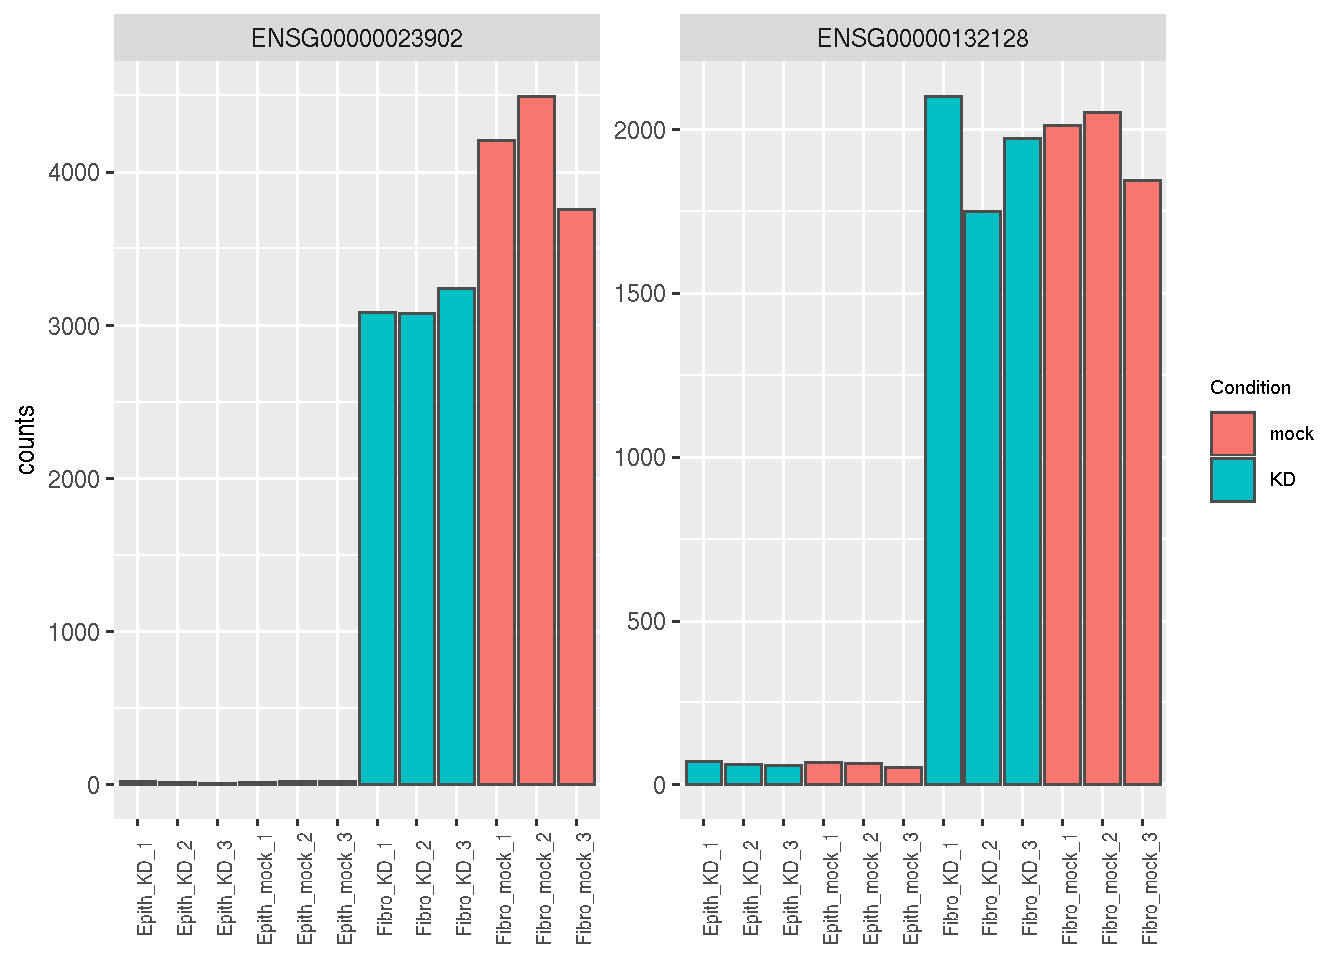 ENSG00000023902
ENSG00000132128
counts
4000
3000
2000
1000
0
2000
1500
1000
500
0
Epith_KD_1
Epith_KD_2
Epith_KD_3
Epith_mock_1
Epith_mock_2
Epith_mock_3
Fibro_KD_1
Fibro_KD_2
Fibro_KD_3
Fibro_mock_1
Fibro_mock_2
Fibro_mock_3
Epith_KD_1
Epith_KD_2
Epith_KD_3
Epith_mock_1
Epith_mock_2
Epith_mock_3
Fibro_KD_1
Fibro_KD_2
Fibro_KD_3
Fibro_mock_1
Fibro_mock_2
Fibro_mock_3
Condition
mock
KD